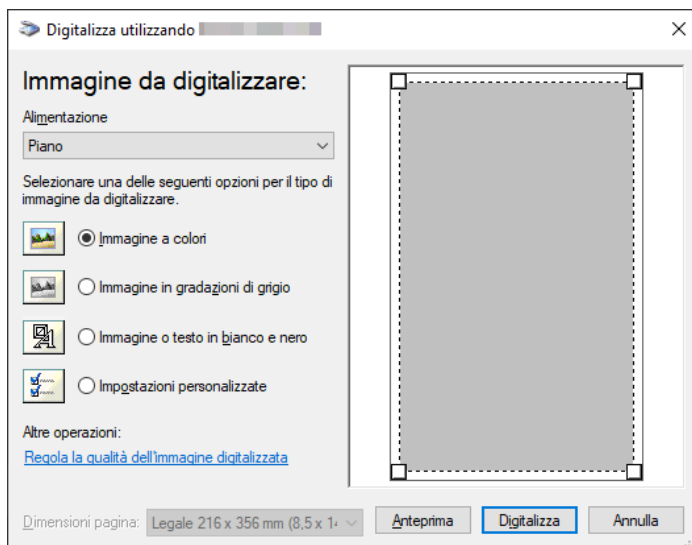 Digitalizza utilizzando
Immagine da digitalizzare:
Alimentazione
Piano
Selezionare una delle seguenti opzioni per il tipo di
immagine da digitalizzare.
Immagine a colori
Immagine in gradazioni di grigio
Immagine o testo in bianco e nero
Impostazioni personalizzate
Altre operazioni:
Regola la qualità dell'immagine digitalizzata
Dimensioni pagina: Legale 216 x 356 mm (8,5 x
Anteprima Digitalizza Annulla